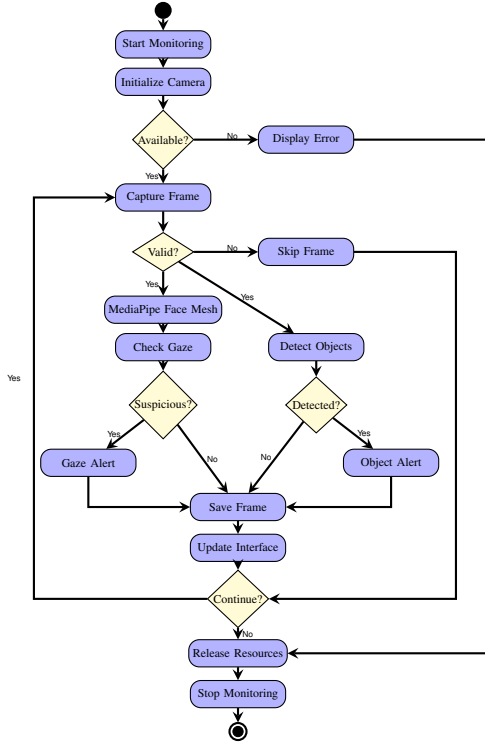 Start Monitoring
Initialize Camera
Available?
No
Display Error
Yes
Capture Frame
Valid?
No
Skip Frame
Yes
Yes
MediaPipe Face Mesh
Check Gaze
Detect Objects
Yes
Suspicious?
Detected?
Yes
No
No
Yes
Gaze Alert
Object Alert
Save Frame
Update Interface
Continue?
No
Release Resources
Stop Monitoring